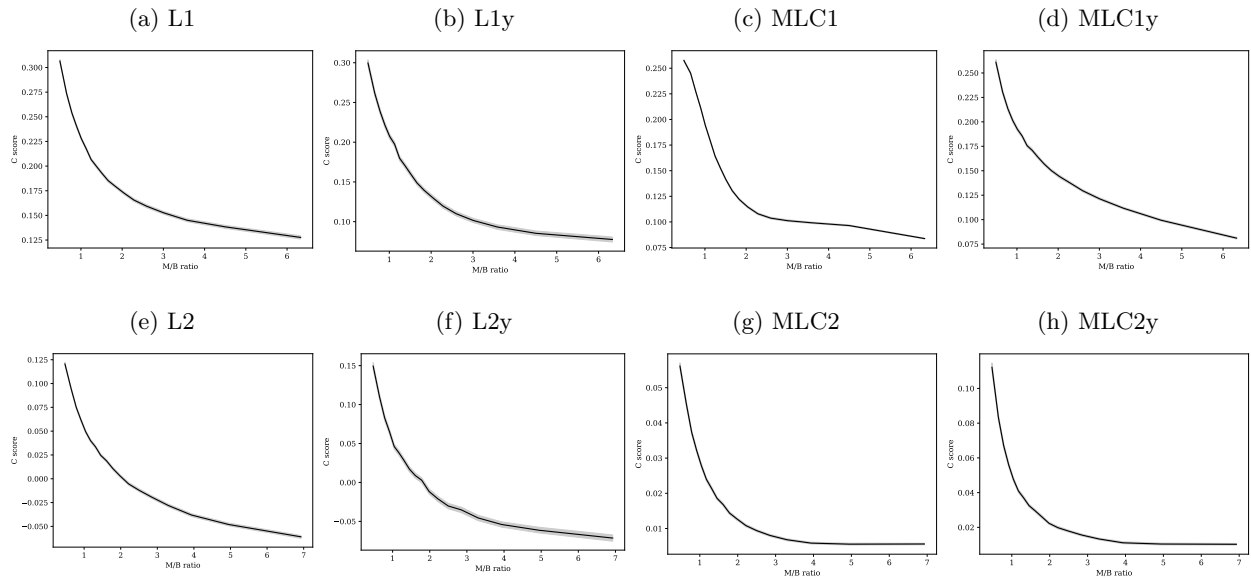 (a) L1
(b) L1y
(c) MLC1
(d) MLC1y
0.300
0.275
0.250
0.225
0.200
0.175
0.150
0.125
C score
1 2 3 4 5 6
M/B ratio
0.30
0.25
0.20
0.15
0.10
C score
1 2 3 4 5 6
M/B ratio
0.250
0.225
0.200
0.175
0.150
0.125
0.100
0.075
C score
1 2 3 4 5 6
M/B ratio
0.250
0.225
0.200
0.175
0.150
0.125
0.100
0.075
C score
1 2 3 4 5 6
M/B ratio
(e) L2
(f) L2y
(g) MLC2
(h) MLC2y
0.125
0.100
0.075
0.050
0.025
0.000
−0.025
−0.050
C score
1 2 3 4 5 6 7
M/B ratio
0.15
0.10
0.05
0.00
−0.05
C score
1 2 3 4 5 6 7
M/B ratio
0.05
0.04
0.03
0.02
0.01
C score
1 2 3 4 5 6 7
M/B ratio
0.10
0.08
0.06
0.04
0.02
C score
1 2 3 4 5 6 7
M/B ratio